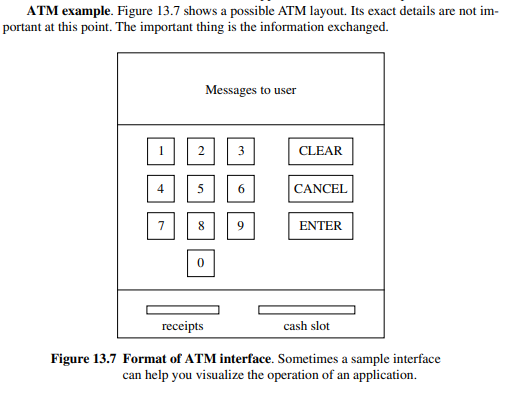 ATM example. Figure 13.7 shows a possible ATM layout. Its exact details are not im-
portant at this point. The important thing is the information exchanged.
Messages to user
1 2 3 CLEAR
4 5 6 CANCEL
7 8 9 ENTER
0
receipts cash slot
Figure 13.7 Format of ATM interface. Sometimes a sample interface
can help you visualize the operation of an application.